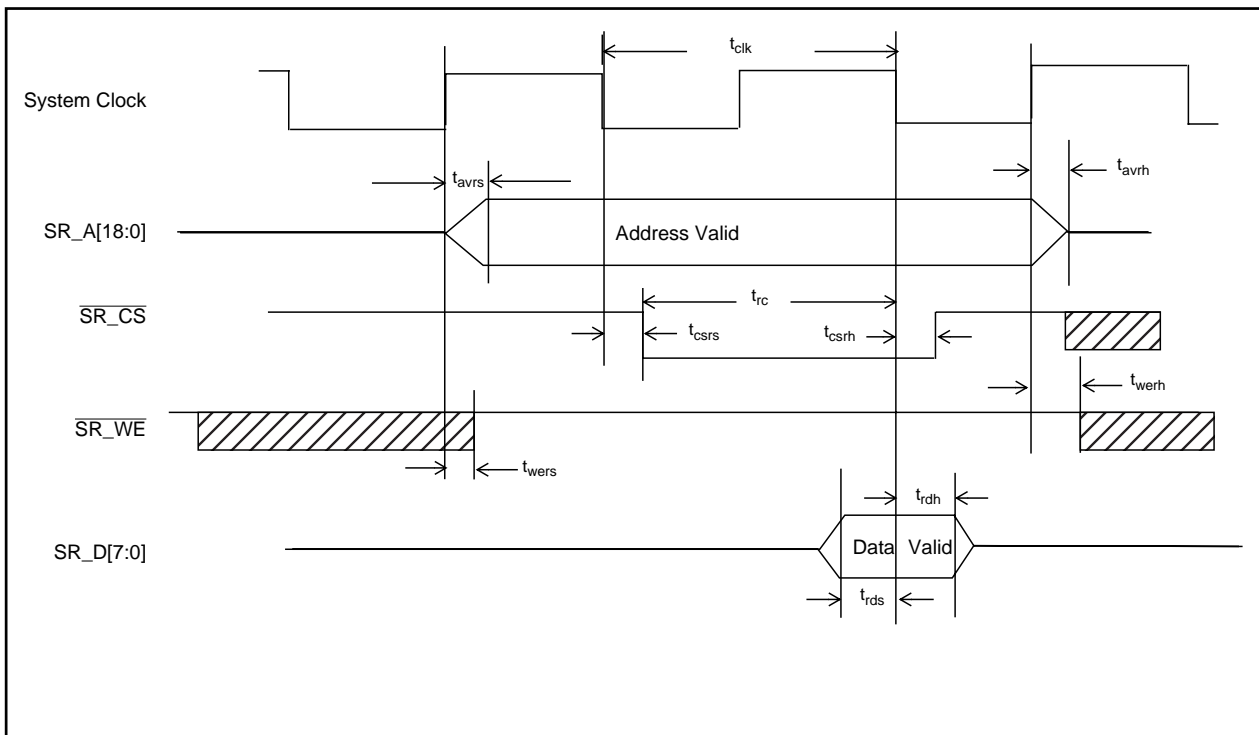 t_clk
System Clock
t_avrs
t_avrh
SR_A[18:0]
Address Valid
SR_CS
t_rc
t_csrs
t_csrh
t_werh
SR_WE
t_wers
t_rdh
SR_D[7:0]
Data Valid
t_rds